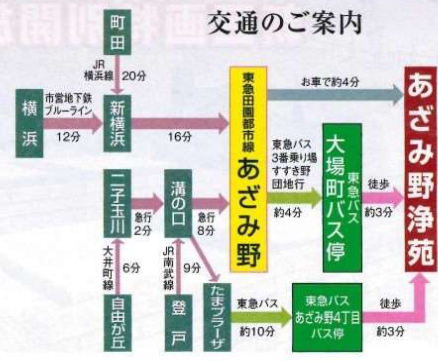 交通のご案内
町田
JR
横浜線
20分
横浜
市営地下鉄
ブルーライン
12分
新横浜
16分
東急田園都市線
あざみ野
お車で約4分
あざみ野浄苑
東急バス
3番乗り場
すすき野
団地行
約4分
東急バス
大場町バス停
徒歩
約3分
二子玉川
急行
2分
溝の口
急行
8分
大井町線
6分
自由が丘
JR南武線
9分
登戸
たまプラーザ
東急バス
約10分
東急バス
あざみ野4丁目
バス停
徒歩
約3分